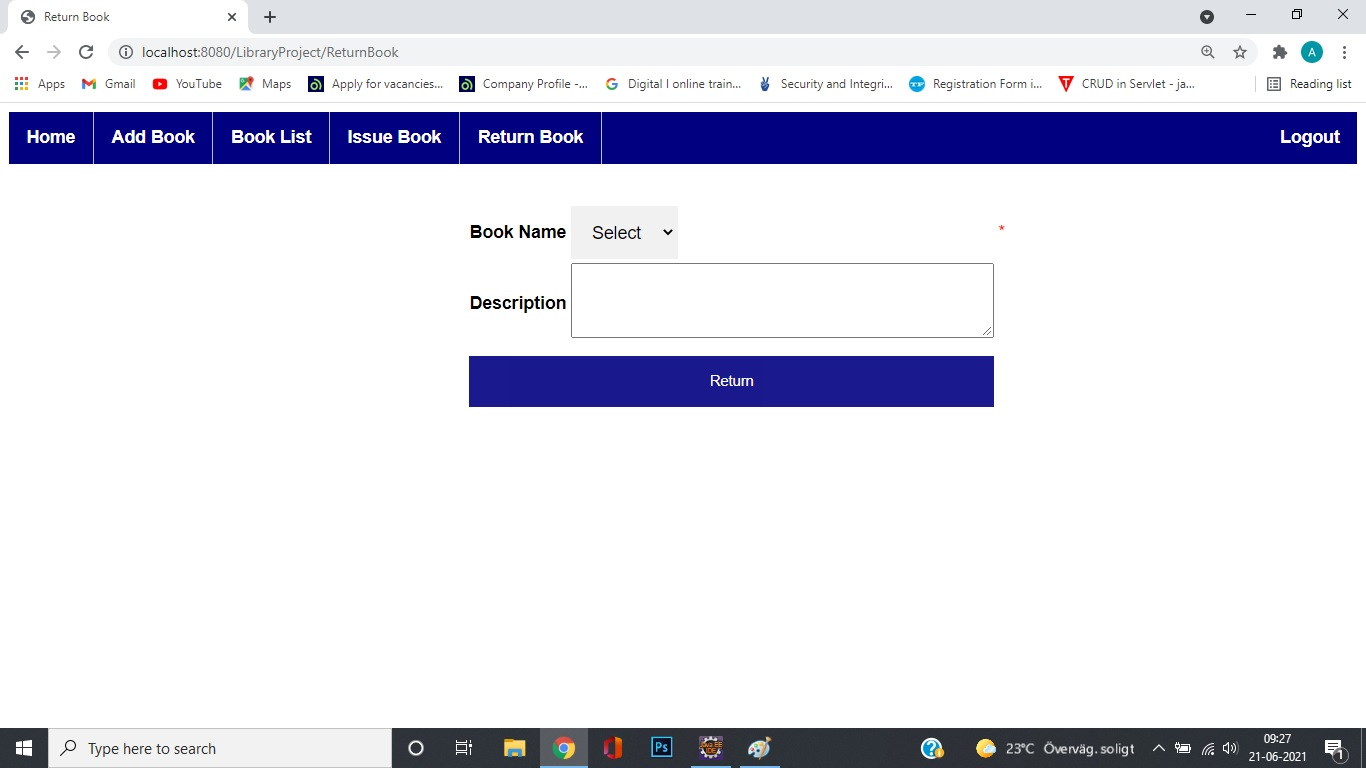 Return Book
localhost:8080/LibraryProject/ReturnBook
A
Apps Gmail YouTube Maps Apply for vacancies... Company Profile -... Digital I online train... Security and Integri... Registration Form i... CRUD in Servlet - ja... Reading list
Home Add Book Book List Issue Book Return Book Logout
Book Name Select *
Description
Return
Type here to search
Ps
23°C Överväg. soligt
09:27
21-06-2021
1